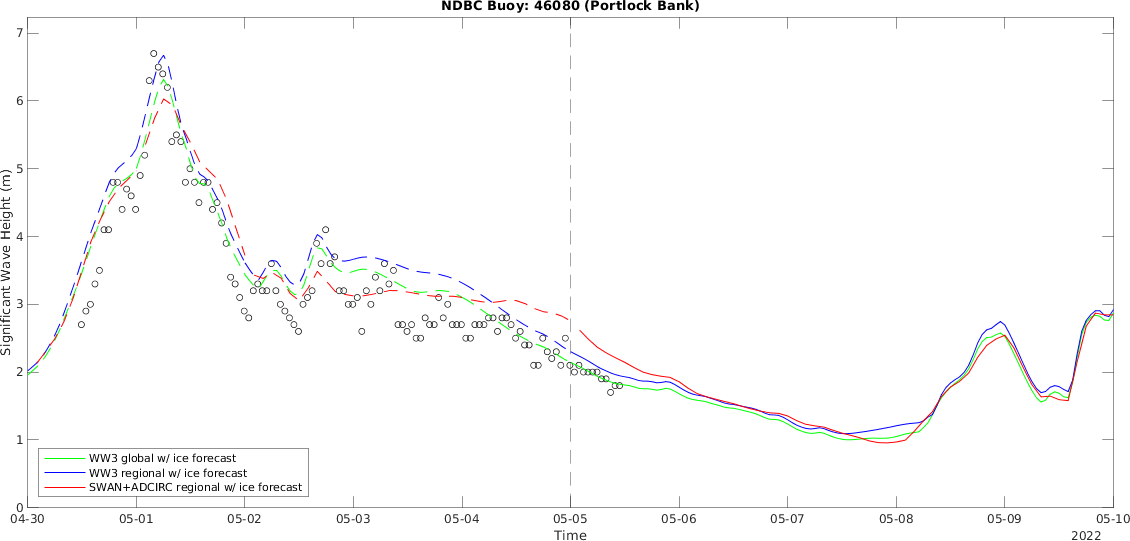 NDBC Buoy: 46080 (Portlock Bank)
7
6
5
4
3
2
1
0
Significant Wave Height (m)
WW3 global w/ ice forecast
WW3 regional w/ ice forecast
SWAN+ADCIRC regional w/ ice forecast
04-30 05-01 05-02 05-03 05-04 05-05 05-06 05-07 05-08 05-09 05-10
Time
2022